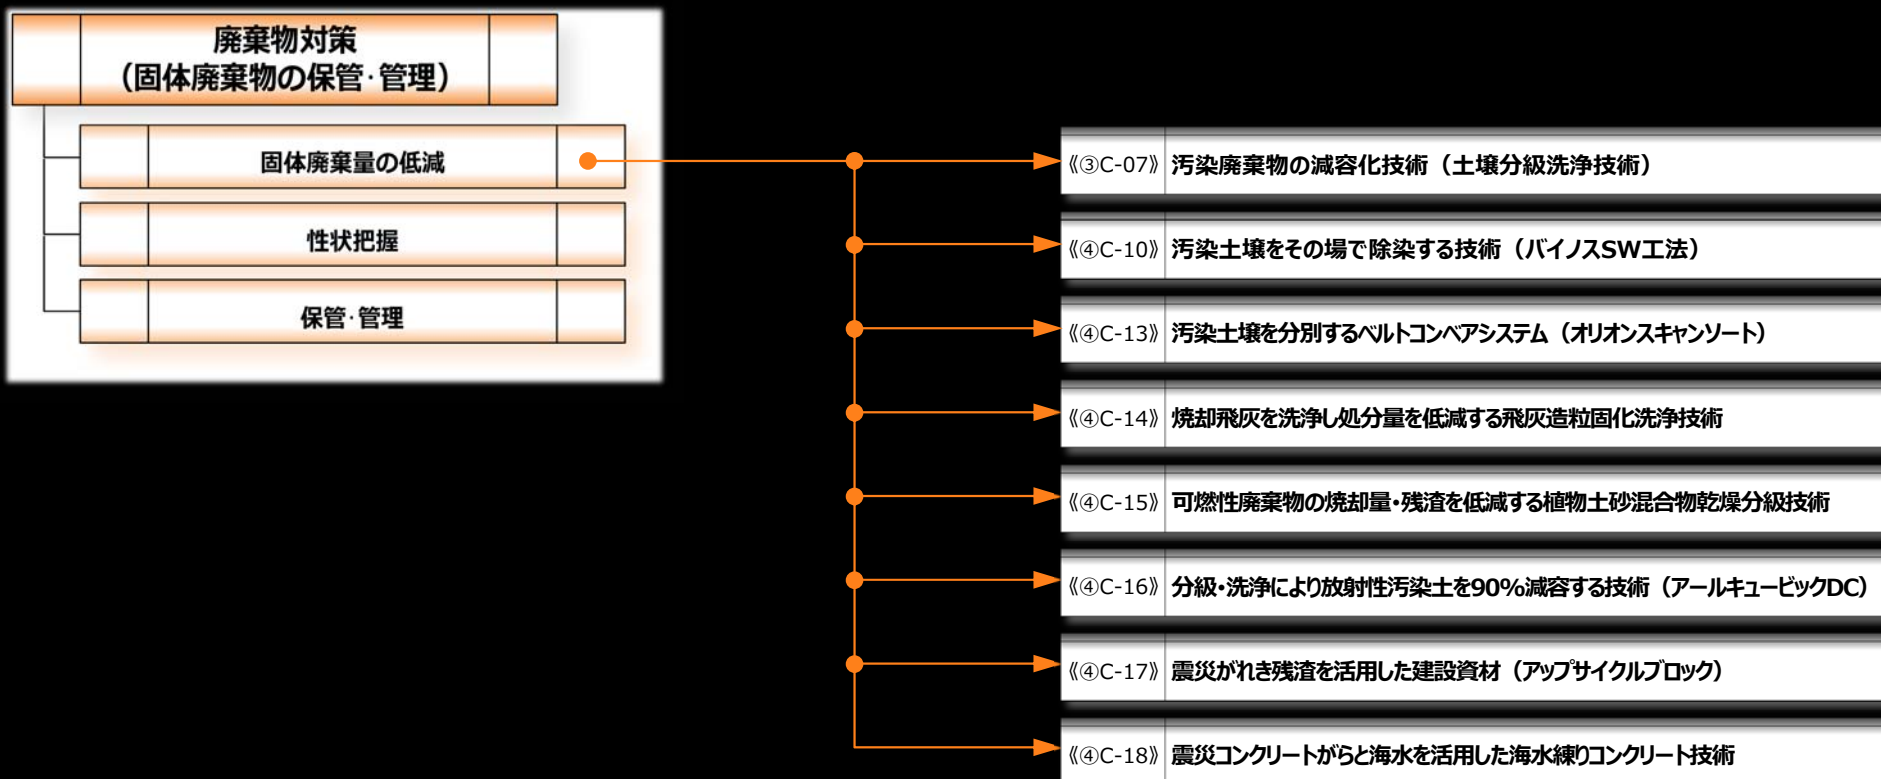 廃棄物対策
（固体廃棄物の保管･管理）
固体廃棄量の低減
性状把握
保管･管理
《③C-07》 汚染廃棄物の減容化技術（土壌分級洗浄技術）
《④C-10》 汚染土壌をその場で除染する技術（バイノスSW工法）
《④C-13》 汚染土壌を分別するベルトコンベアシステム（オリオンスキャンソート）
《④C-14》 焼却飛灰を洗浄し処分量を低減する飛灰造粒固化洗浄技術
《④C-15》 可燃性廃棄物の焼却量・残渣を低減する植物土砂混合物乾燥分級技術
《④C-16》 分級・洗浄により放射性汚染土を90%減容する技術（アールキュービックDC）
《④C-17》 震災がれき残渣を活用した建設資材（アップサイクルブロック）
《④C-18》 震災コンクリートがらと海水を活用した海水練りコンクリート技術